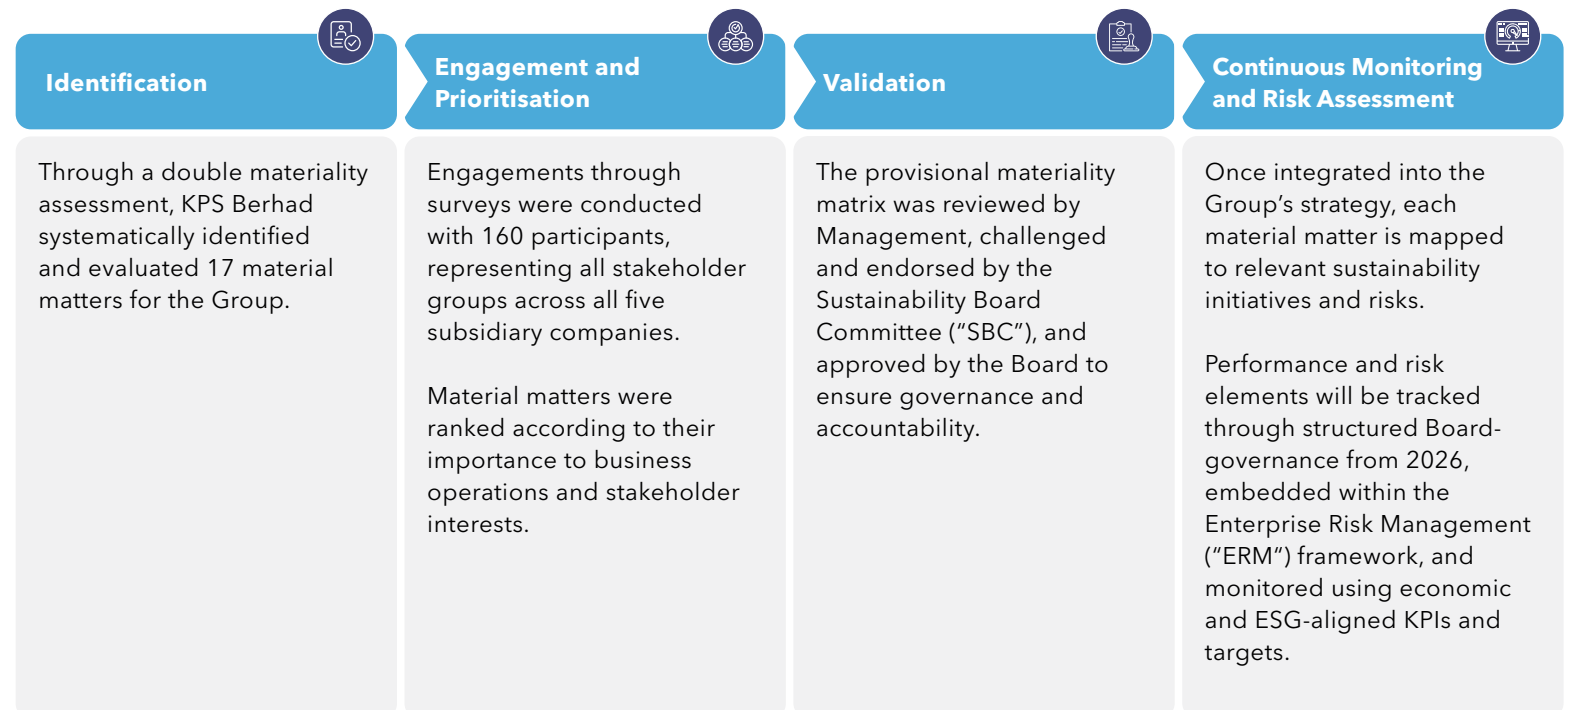 Identification
Through a double materiality
assessment, KPS Berhad
systematically identified
and evaluated 17 material
matters for the Group.
Engagement and
Prioritisation
Engagements through
surveys were conducted
with 160 participants,
representing all stakeholder
groups across all five
subsidiary companies.
Material matters were
ranked according to their
importance to business
operations and stakeholder
interests.
Validation
The provisional materiality
matrix was reviewed by
Management, challenged
and endorsed by the
Sustainability Board
Committee (“SBC”), and
approved by the Board to
ensure governance and
accountability.
Continuous Monitoring
and Risk Assessment
Once integrated into the
Group’s strategy, each
material matter is mapped
to relevant sustainability
initiatives and risks.
Performance and risk
elements will be tracked
through structured Board-
governance from 2026,
embedded within the
Enterprise Risk Management
(“ERM“) framework, and
monitored using economic
and ESG-aligned KPIs and
targets.